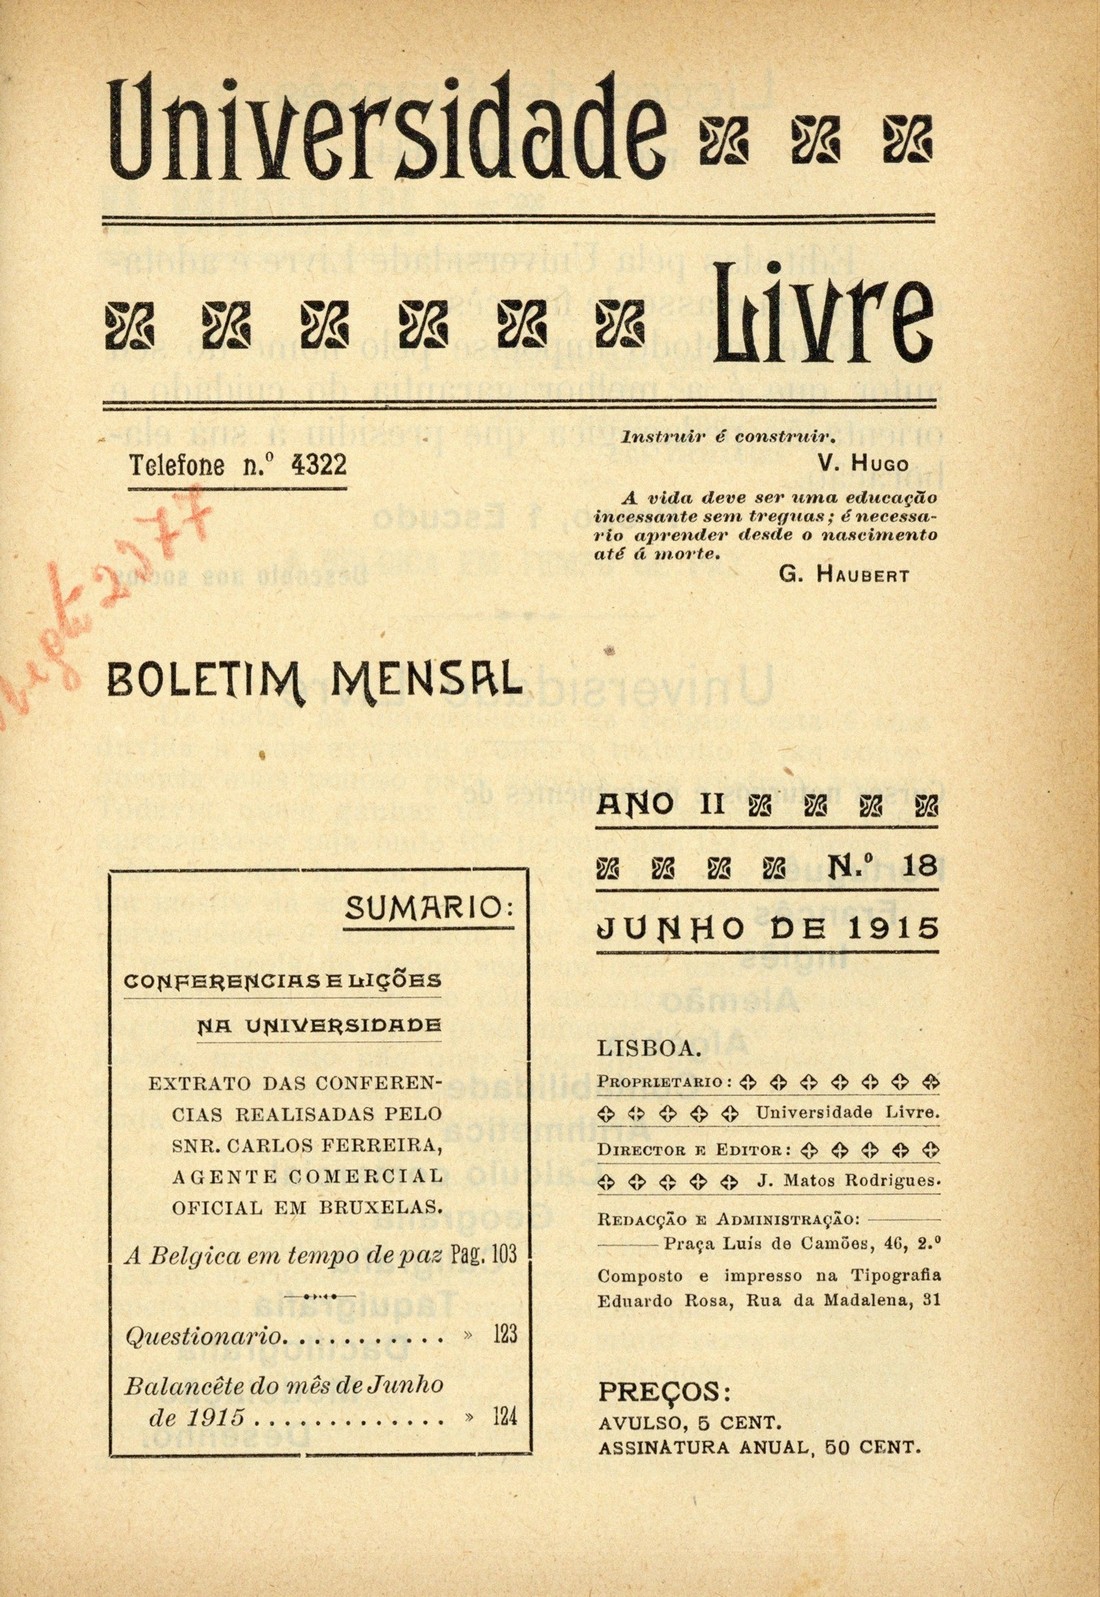 Universidade
Livre
Telefone n.º 4322
Instruir é construir.
V. Hugo
A vida deve ser uma educação
incessante sem treguas; é necessa-
rio aprender desde o nascimento
até á morte.
G. Haubert
BOLETIM MENSAL
ANO II
N.º 18
JUNHO DE 1915
SUMARIO:
CONFERENCIAS E LIÇÕES
NA UNIVERSIDADE
EXTRATO DAS CONFEREN-
CIAS REALISADAS PELO
SNR. CARLOS FERREIRA,
AGENTE COMERCIAL
OFICIAL EM BRUXELAS.
A Belgica em tempo de paz Pag. 103
Questionario. . . . . . . . . . . » 123
Balancête do mês de Junho
de 1915 . . . . . . . . . . . . . » 124
LISBOA.
Proprietario:
Universidade Livre.
Director e Editor:
J. Matos Rodrigues.
Redacção e Administração:
Praça Luís de Camões, 46, 2.º
Composto e impresso na Tipografia
Eduardo Rosa, Rua da Madalena, 31
PREÇOS:
AVULSO, 5 CENT.
ASSINATURA ANUAL, 50 CENT.